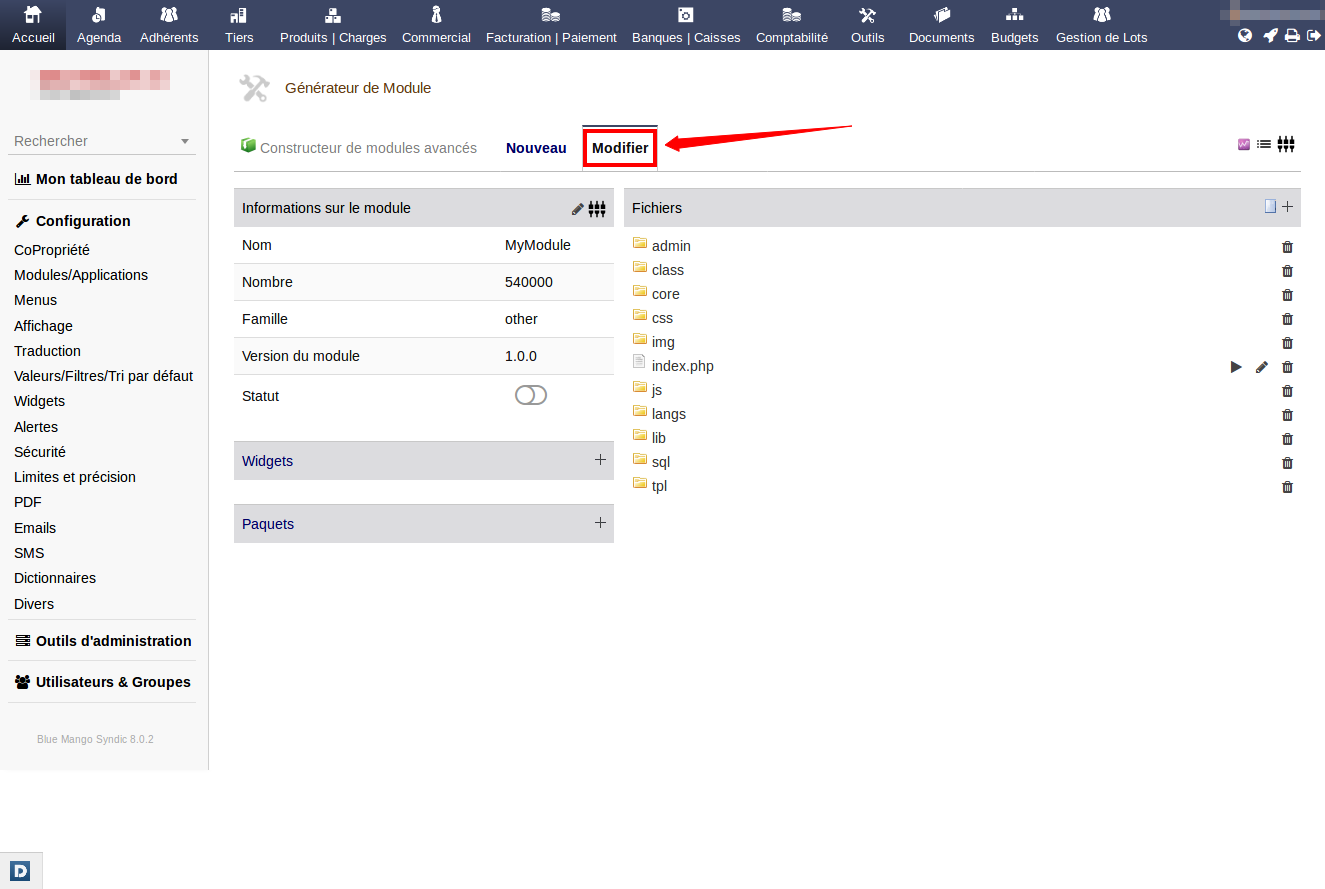 Accueil Agenda Adhérents Tiers Produits | Charges Commercial Facturation | Paiement Banques | Caisses Comptabilité Outils Documents Budgets Gestion de Lots
Rechercher
Mon tableau de bord
Configuration
CoPropriété
Modules/Applications
Menus
Affichage
Traduction
Valeurs/Filtres/Tri par défaut
Widgets
Alertes
Sécurité
Limites et précision
PDF
Emails
SMS
Dictionnaires
Divers
Outils d'administration
Utilisateurs & Groupes
Blue Mango Syndic 8.0.2
D
Générateur de Module
Constructeur de modules avancés Nouveau Modifier
Informations sur le module
Nom MyModule
Nombre 540000
Famille other
Version du module 1.0.0
Statut
Widgets
Paquets
Fichiers
admin
class
core
css
img
index.php
js
langs
lib
sql
tpl